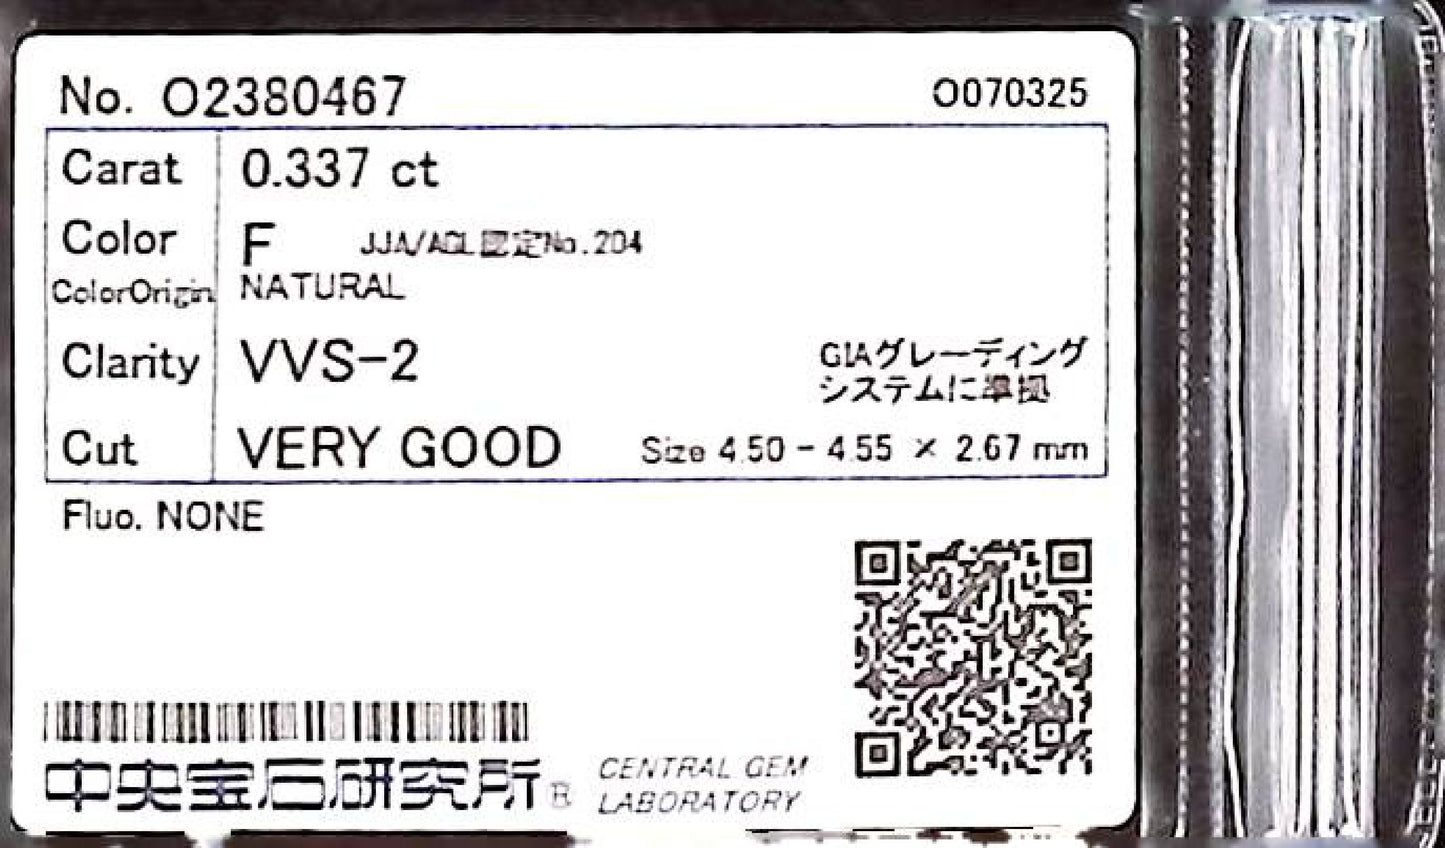 No. O2380467
O070325
Carat 0.337 ct
Color F JJA/AGL認定No.204
ColorOrigin NATURAL
Clarity VVS-2
GIAグレーディング
システムに準拠
Cut VERY GOOD Size 4.50 - 4.55 × 2.67 mm
Fluo. NONE
中央宝石研究所®
CENTRAL GEM
LABORATORY